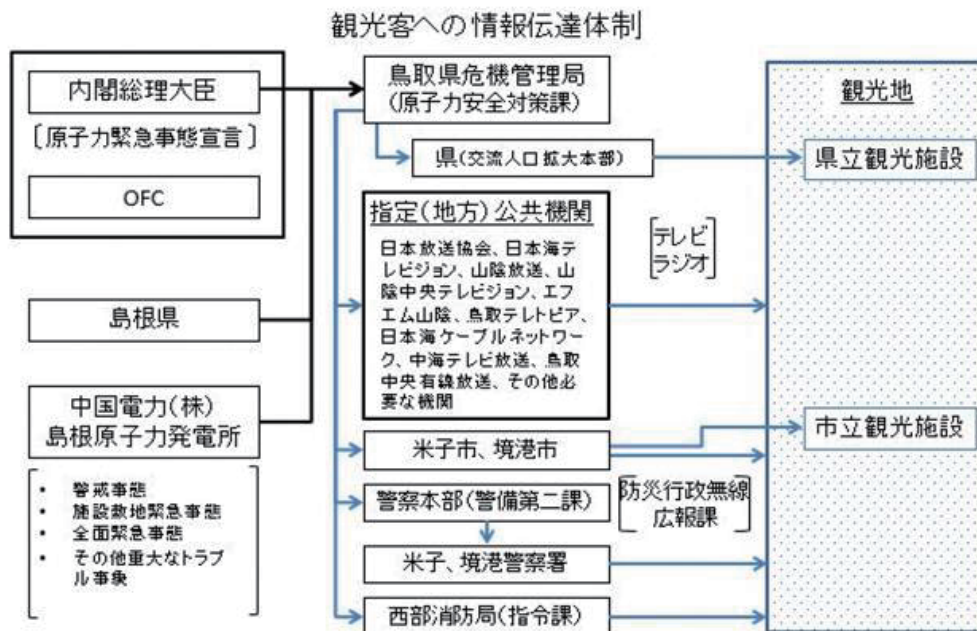 観光客への情報伝達体制
内閣総理大臣
〔原子力緊急事態宣言〕
OFC
島根県
中国電力(株)
島根原子力発電所
• 警戒事態
• 施設敷地緊急事態
• 全面緊急事態
• その他重大なトラブ
ル事象
鳥取県危機管理局
(原子力安全対策課)
県(交流人口拡大本部)
指定(地方)公共機関
日本放送協会、日本海テ
レビジョン、山陰放送、山
陰中央テレビジョン、エフ
エム山陰、鳥取テレトピア、
日本海ケーブルネットワー
ク、中海テレビ放送、鳥取
中央有線放送、その他必
要な機関
米子市、境港市
警察本部(警備第二課)
米子、境港警察署
西部消防局(指令課)
テレビ
ラジオ
防災行政無線
広報課
観光地
県立観光施設
市立観光施設